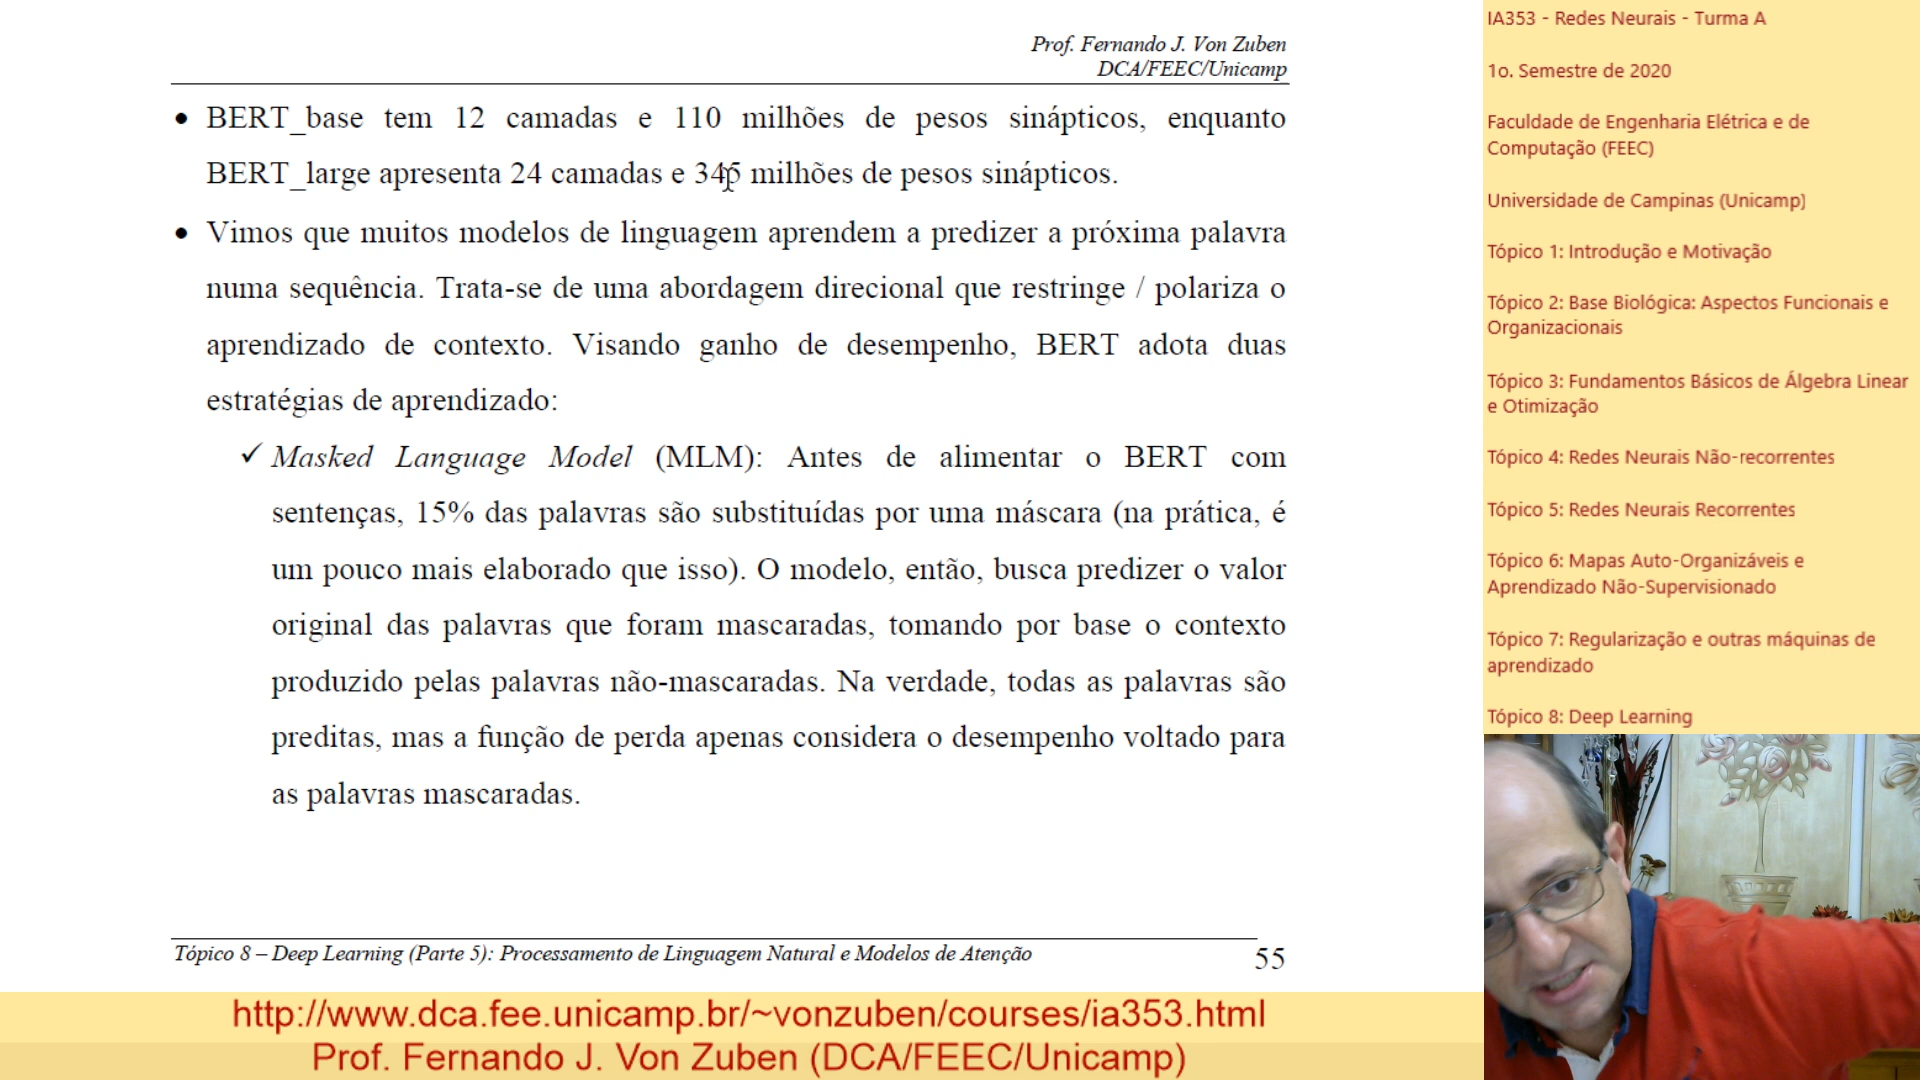 Prof. Fernando J. Von Zuben
DCA/FEEC/Unicamp
• BERT_base tem 12 camadas e 110 milhões de pesos sinápticos, enquanto
BERT_large apresenta 24 camadas e 345 milhões de pesos sinápticos.
• Vimos que muitos modelos de linguagem aprendem a predizer a próxima palavra
numa sequência. Trata-se de uma abordagem direcional que restringe / polariza o
aprendizado de contexto. Visando ganho de desempenho, BERT adota duas
estratégias de aprendizado:
✓ Masked Language Model (MLM): Antes de alimentar o BERT com
sentenças, 15% das palavras são substituídas por uma máscara (na prática, é
um pouco mais elaborado que isso). O modelo, então, busca predizer o valor
original das palavras que foram mascaradas, tomando por base o contexto
produzido pelas palavras não-mascaradas. Na verdade, todas as palavras são
preditas, mas a função de perda apenas considera o desempenho voltado para
as palavras mascaradas.
Tópico 8 – Deep Learning (Parte 5): Processamento de Linguagem Natural e Modelos de Atenção
55
http://www.dca.fee.unicamp.br/~vonzuben/courses/ia353.html
Prof. Fernando J. Von Zuben (DCA/FEEC/Unicamp)
IA353 - Redes Neurais - Turma A
1o. Semestre de 2020
Faculdade de Engenharia Elétrica e de
Computação (FEEC)
Universidade de Campinas (Unicamp)
Tópico 1: Introdução e Motivação
Tópico 2: Base Biológica: Aspectos Funcionais e
Organizacionais
Tópico 3: Fundamentos Básicos de Álgebra Linear
e Otimização
Tópico 4: Redes Neurais Não-recorrentes
Tópico 5: Redes Neurais Recorrentes
Tópico 6: Mapas Auto-Organizáveis e
Aprendizado Não-Supervisionado
Tópico 7: Regularização e outras máquinas de
aprendizado
Tópico 8: Deep Learning